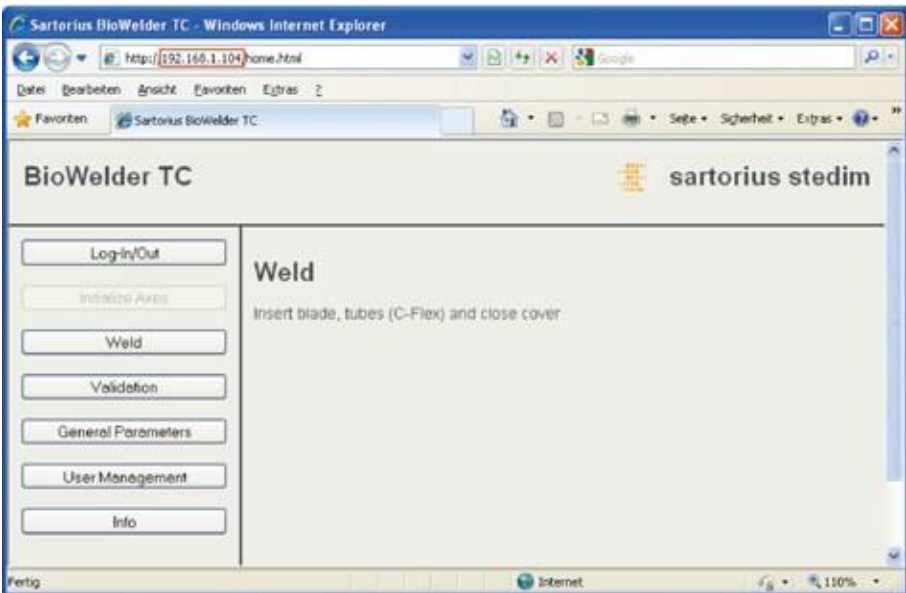 Sartorius BioWelder TC - Windows Internet Explorer
http://192.168.1.104/home.html
Google
Datei Bearbeiten Ansicht Favoriten Extras ?
Favoriten Sartorius BioWelder TC Seite Sicherheit Extras
BioWelder TC sartorius stedim
Log-In/Out
Weld
Initialize Axes
Insert blade, tubes (C-Flex) and close cover
Weld
Validation
General Parameters
User Management
Info
Fertig Internet 110%